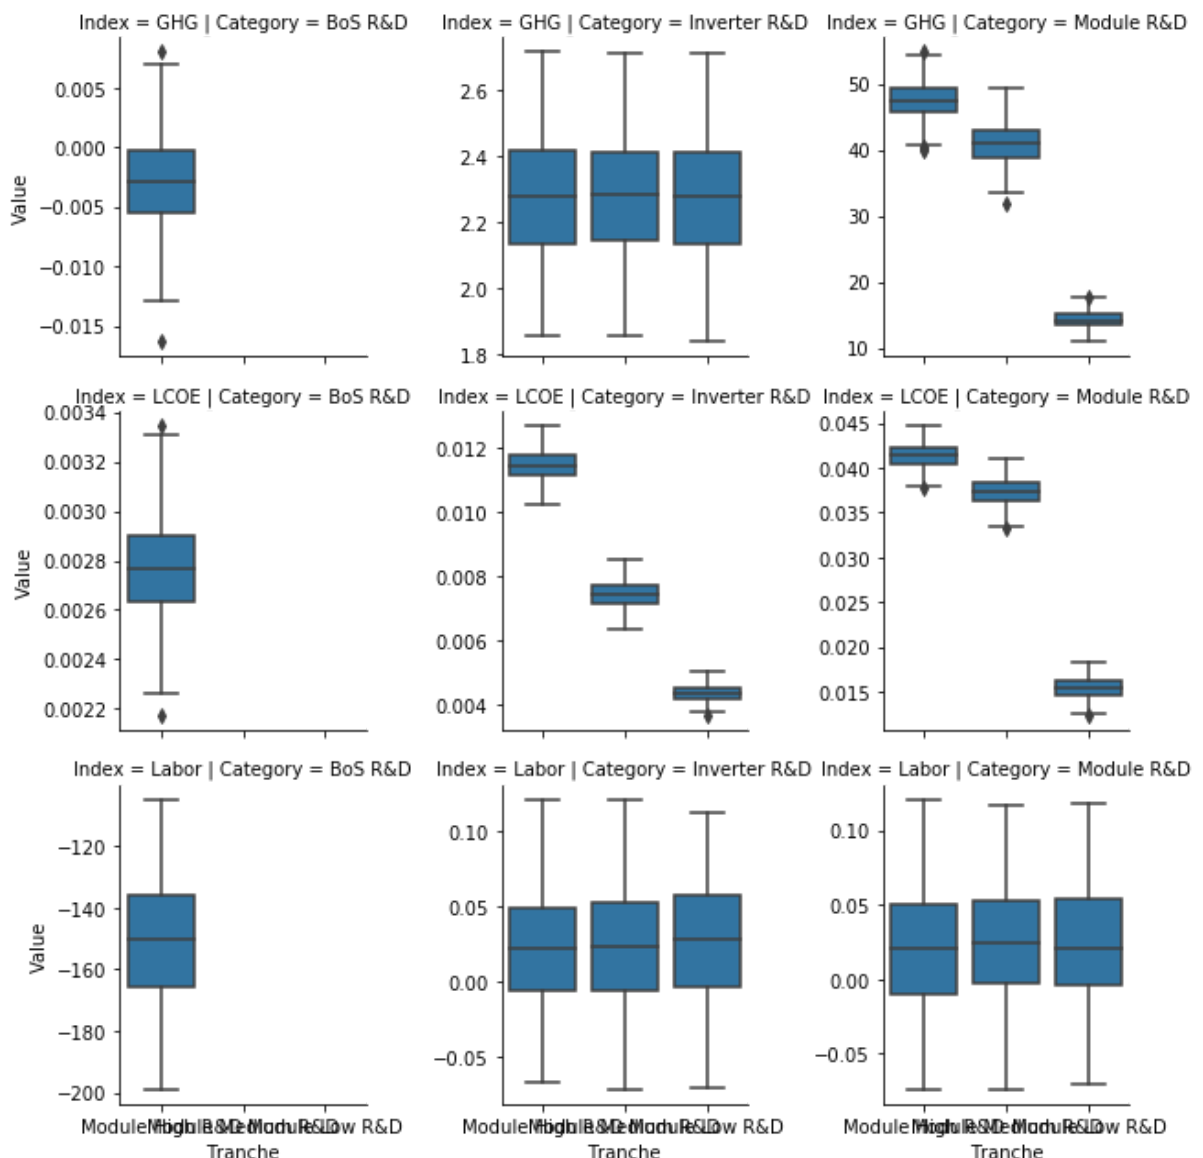 Index = GHG | Category = BoS R&D
Index = GHG | Category = Inverter R&D
Index = GHG | Category = Module R&D
Value
0.005
0.000
−0.005
−0.010
−0.015
2.6
2.4
2.2
2.0
1.8
50
40
30
20
10
Index = LCOE | Category = BoS R&D
Index = LCOE | Category = Inverter R&D
Index = LCOE | Category = Module R&D
Value
0.0034
0.0032
0.0030
0.0028
0.0026
0.0024
0.0022
0.012
0.010
0.008
0.006
0.004
0.045
0.040
0.035
0.030
0.025
0.020
0.015
Index = Labor | Category = BoS R&D
Index = Labor | Category = Inverter R&D
Index = Labor | Category = Module R&D
Value
−120
−140
−160
−180
−200
0.10
0.05
0.00
−0.05
0.10
0.05
0.00
−0.05
Module High R&D
Module Medium R&D
Module Low R&D
Tranche
Tranche
Tranche